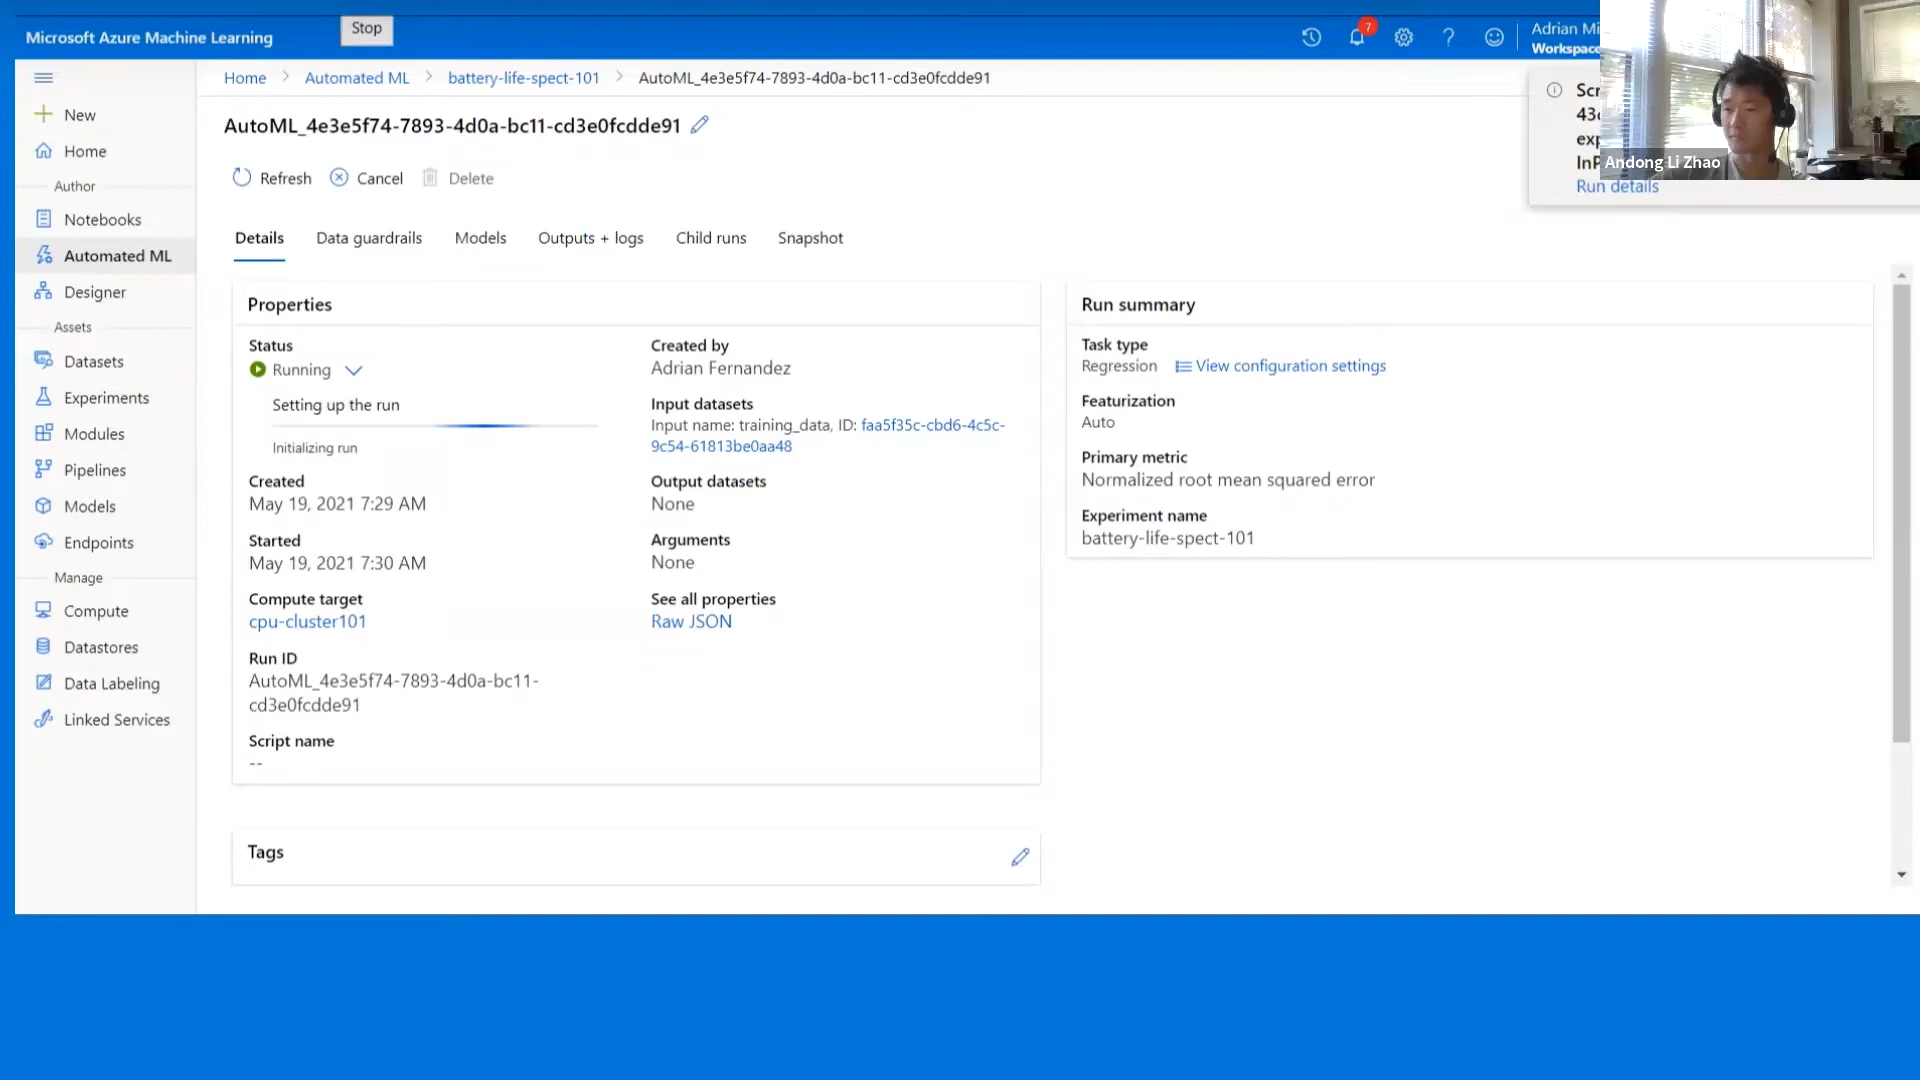 Microsoft Azure Machine Learning
Stop
7
Adrian Mi
Workspace
Home
Automated ML
battery-life-spect-101
AutoML_4e3e5f74-7893-4d0a-bc11-cd3e0fcdde91
New
Home
Author
Notebooks
Automated ML
Designer
Assets
Datasets
Experiments
Modules
Pipelines
Models
Endpoints
Manage
Compute
Datastores
Data Labeling
Linked Services
AutoML_4e3e5f74-7893-4d0a-bc11-cd3e0fcdde91
Refresh
Cancel
Delete
Details
Data guardrails
Models
Outputs + logs
Child runs
Snapshot
Properties
Status
Running
Setting up the run
Initializing run
Created
May 19, 2021 7:29 AM
Started
May 19, 2021 7:30 AM
Compute target
cpu-cluster101
Run ID
AutoML_4e3e5f74-7893-4d0a-bc11-
cd3e0fcdde91
Script name
--
Created by
Adrian Fernandez
Input datasets
Input name: training_data, ID: faa5f35c-cbd6-4c5c-
9c54-61813be0aa48
Output datasets
None
Arguments
None
See all properties
Raw JSON
Tags
Run summary
Task type
Regression
View configuration settings
Featurization
Auto
Primary metric
Normalized root mean squared error
Experiment name
battery-life-spect-101
Andong Li Zhao
Run details